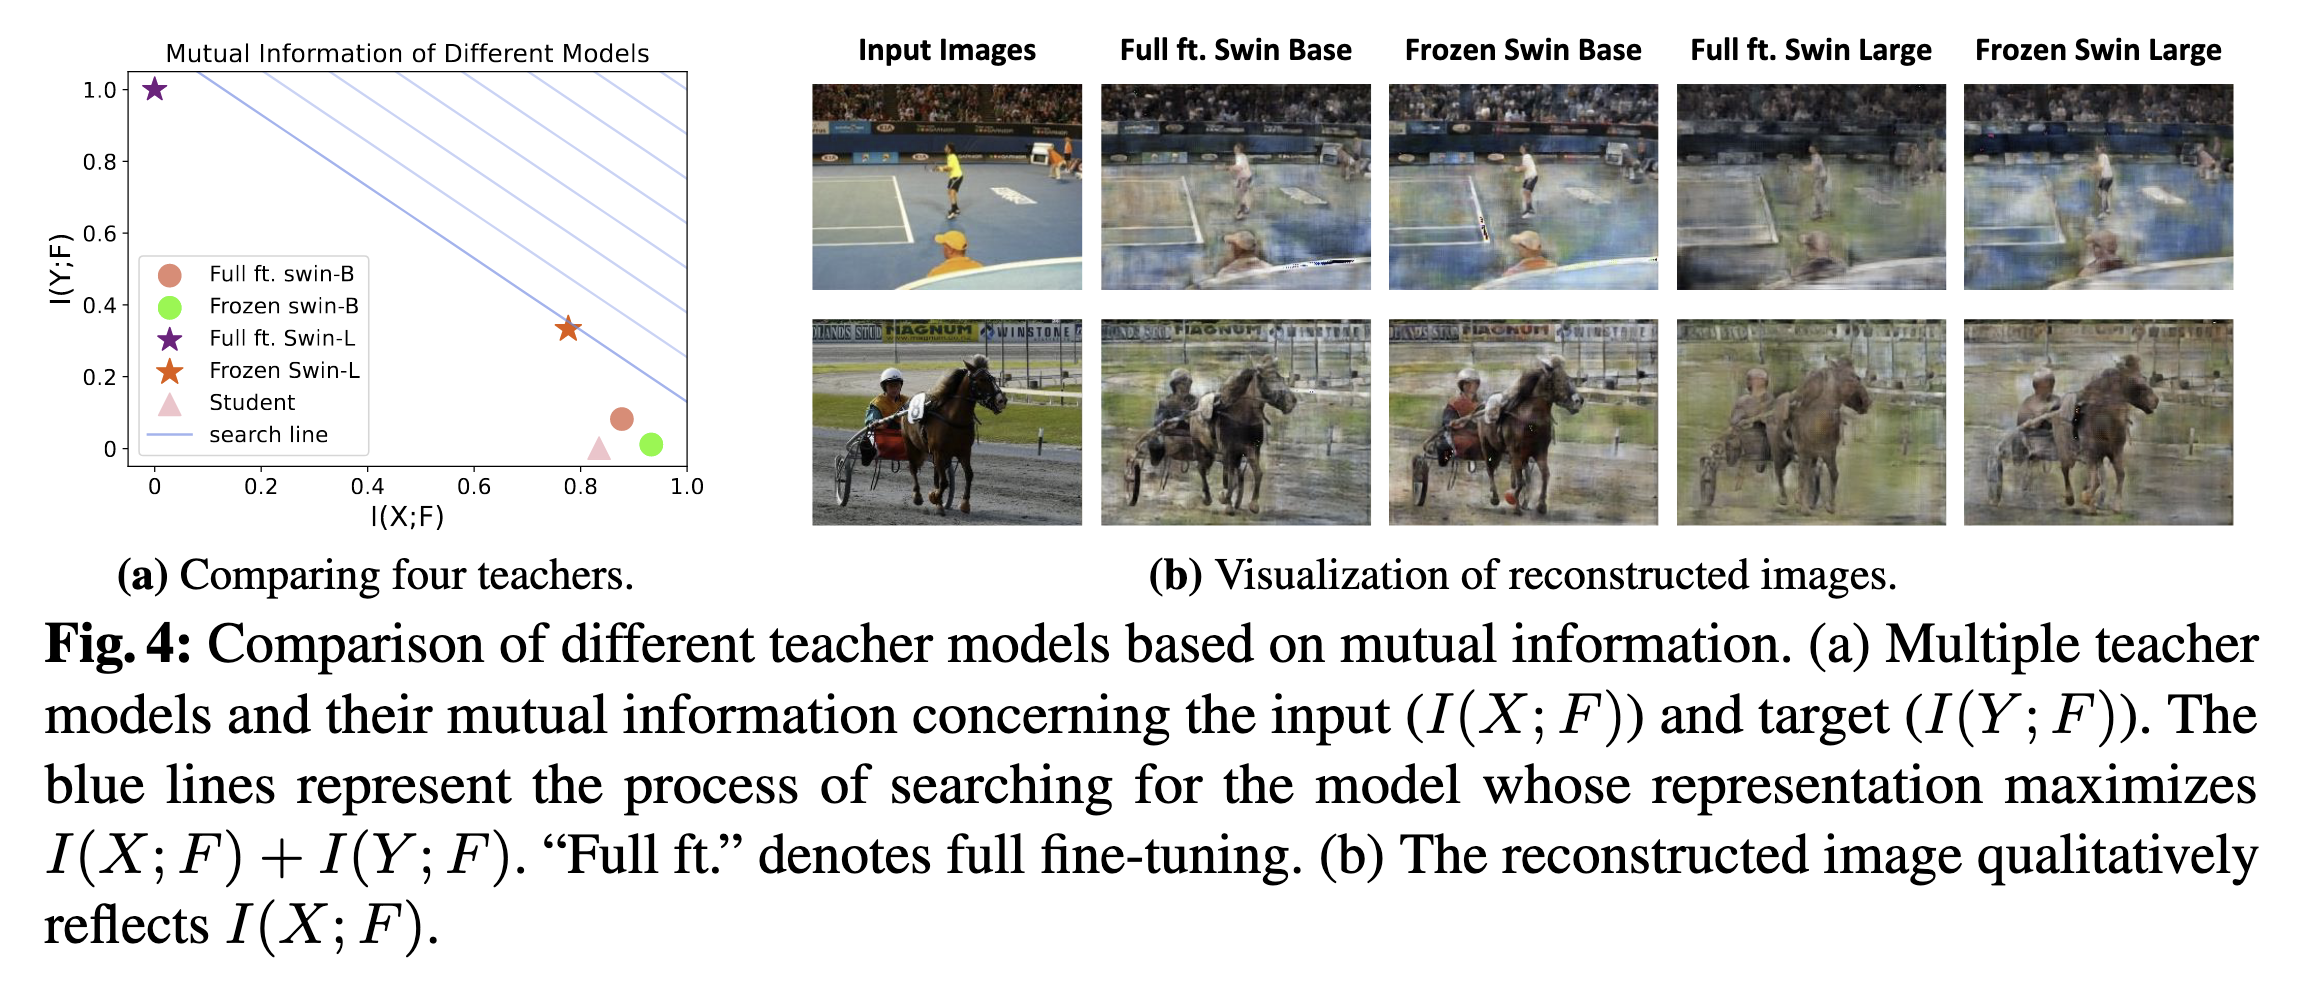 Mutual Information of Different Models
1.0
0.8
0.6
0.4
0.2
0
I(Y;F)
Full ft. swin-B
Frozen swin-B
Full ft. Swin-L
Frozen Swin-L
Student
search line
0 0.2 0.4 0.6 0.8 1.0
I(X;F)
(a) Comparing four teachers.
Input Images Full ft. Swin Base Frozen Swin Base Full ft. Swin Large Frozen Swin Large
KIA
KIA
MAGNUM WINSTONE
(b) Visualization of reconstructed images.
Fig. 4: Comparison of different teacher models based on mutual information. (a) Multiple teacher
models and their mutual information concerning the input (I(X; F)) and target (I(Y; F)). The
blue lines represent the process of searching for the model whose representation maximizes
I(X; F) + I(Y; F). “Full ft.” denotes full fine-tuning. (b) The reconstructed image qualitatively
reflects I(X; F).